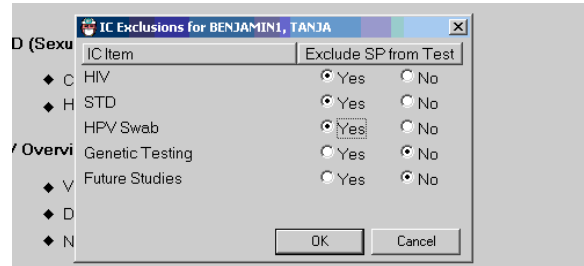 IC Exclusions for BENJAMIN1, TANJA
D (Sexu
IC Item Exclude SP from Test
C HIV Yes No
H STD Yes No
HPV Swab Yes No
/ Overvi Genetic Testing Yes No
V Future Studies Yes No
D
N OK Cancel